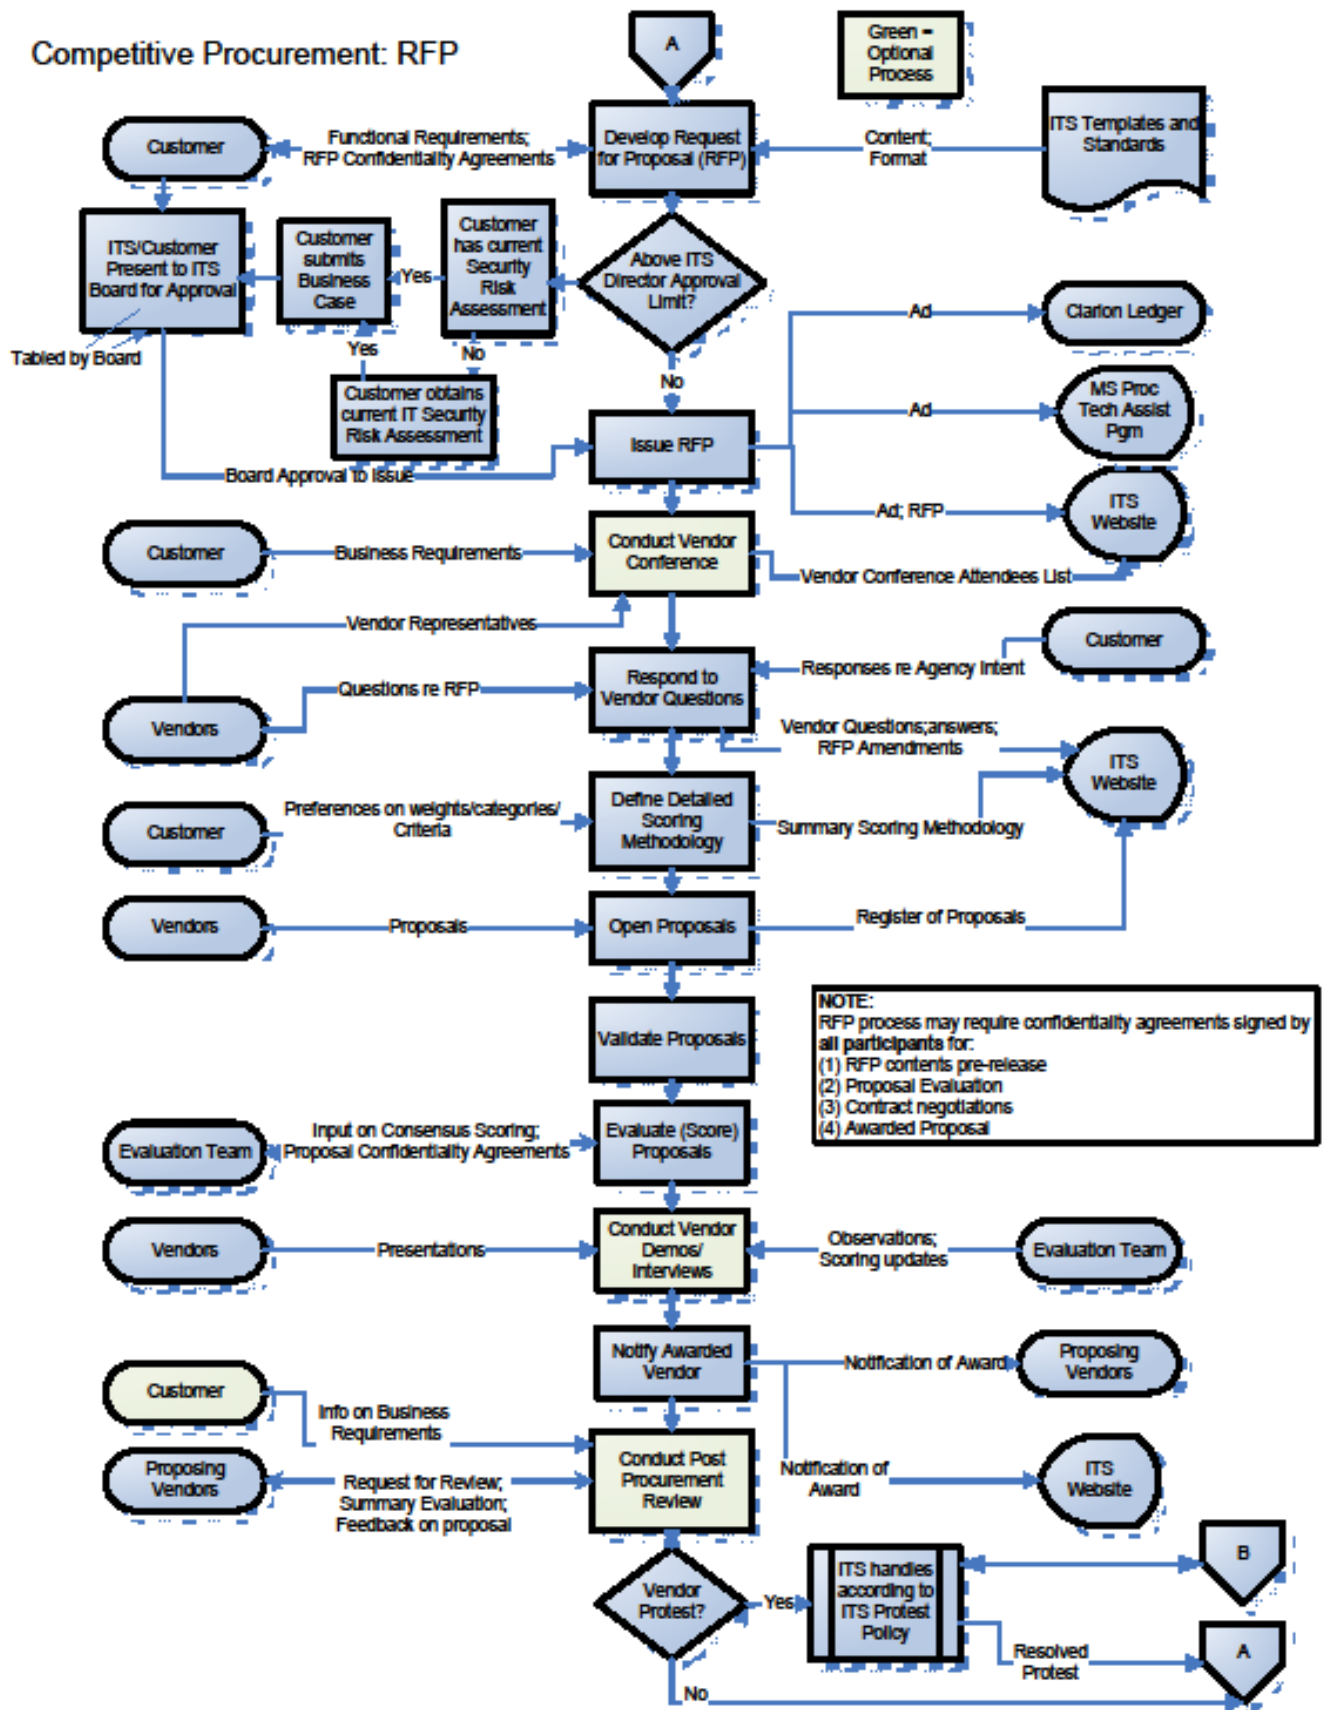 Competitive Procurement: RFP
A
Green =
Optional
Process
Customer
Functional Requirements;
RFP Confidentiality Agreements
Develop Request
for Proposal (RFP)
Content;
Format
ITS Templates and
Standards
ITS/Customer
Present to ITS
Board for Approval
Customer
submits
Business
Case
Yes
Customer
has current
Security
Risk
Assessment
Above ITS
Director Approval
Limit?
Ad
Clarion Ledger
Tabled by Board
Yes
No
Customer obtains
current IT Security
Risk Assessment
No
Ad
MS Proc
Tech Assist
Pgm
Issue RFP
Board Approval to Issue
Ad; RFP
ITS
Website
Customer
Business Requirements
Conduct Vendor
Conference
Vendor Conference Attendees List
Vendor Representatives
Customer
Responses re Agency Intent
Respond to
Vendor Questions
Questions re RFP
Vendors
Vendor Questions;answers;
RFP Amendments
ITS
Website
Customer
Preferences on weights/categories/
Criteria
Define Detailed
Scoring
Methodology
Summary Scoring Methodology
Vendors
Proposals
Open Proposals
Register of Proposals
Validate Proposals
NOTE:
RFP process may require confidentiality agreements signed by
all participants for:
(1) RFP contents pre-release
(2) Proposal Evaluation
(3) Contract negotiations
(4) Awarded Proposal
Evaluation Team
Input on Consensus Scoring;
Proposal Confidentiality Agreements
Evaluate (Score)
Proposals
Vendors
Presentations
Conduct Vendor
Demos/
Interviews
Observations;
Scoring updates
Evaluation Team
Notify Awarded
Vendor
Notification of Award
Proposing
Vendors
Customer
Info on Business
Requirements
Conduct Post
Procurement
Review
Proposing
Vendors
Request for Review;
Summary Evaluation;
Feedback on proposal
Notification of
Award
ITS
Website
Vendor
Protest?
Yes
ITS handles
according to
ITS Protest
Policy
B
Resolved
Protest
A
No